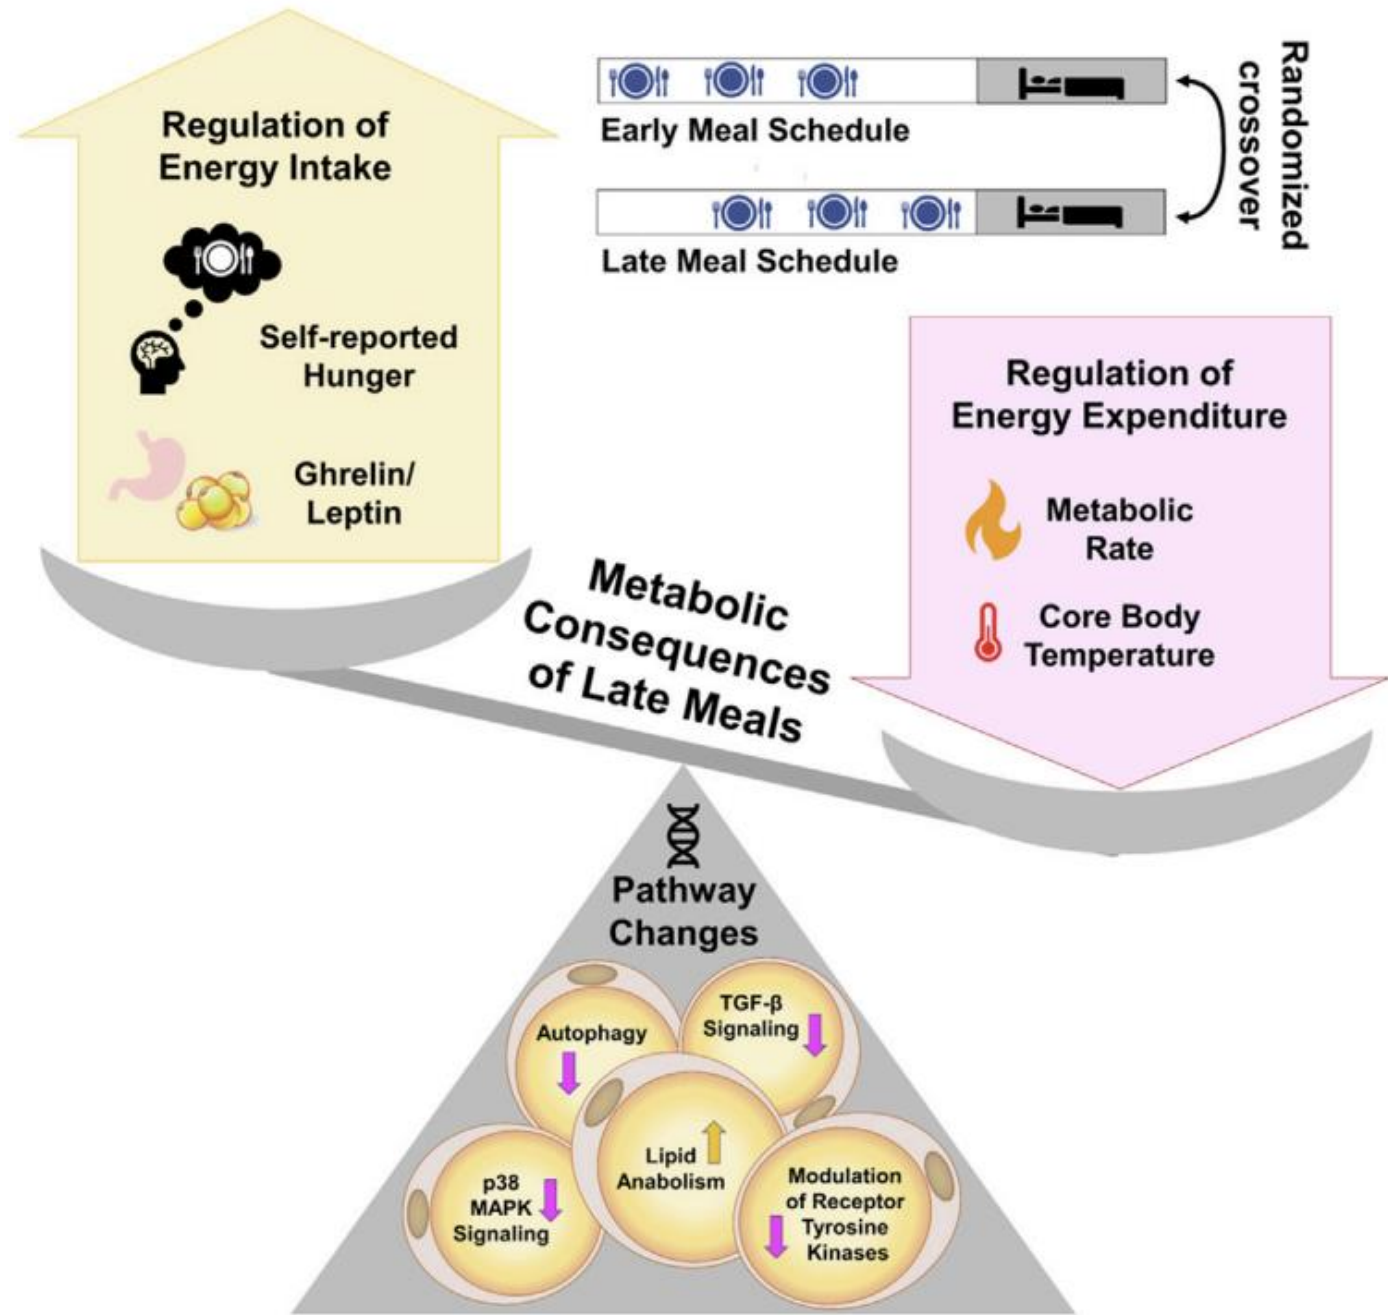 Regulation of
Energy Intake
Self-reported
Hunger
Ghrelin/
Leptin
Early Meal Schedule
Late Meal Schedule
Randomized
crossover
Regulation of
Energy Expenditure
Metabolic
Rate
Core Body
Temperature
Metabolic
Consequences
of Late Meals
Pathway
Changes
Autophagy
TGF-β
Signaling
p38
MAPK
Signaling
Lipid
Anabolism
Modulation
of Receptor
Tyrosine
Kinases